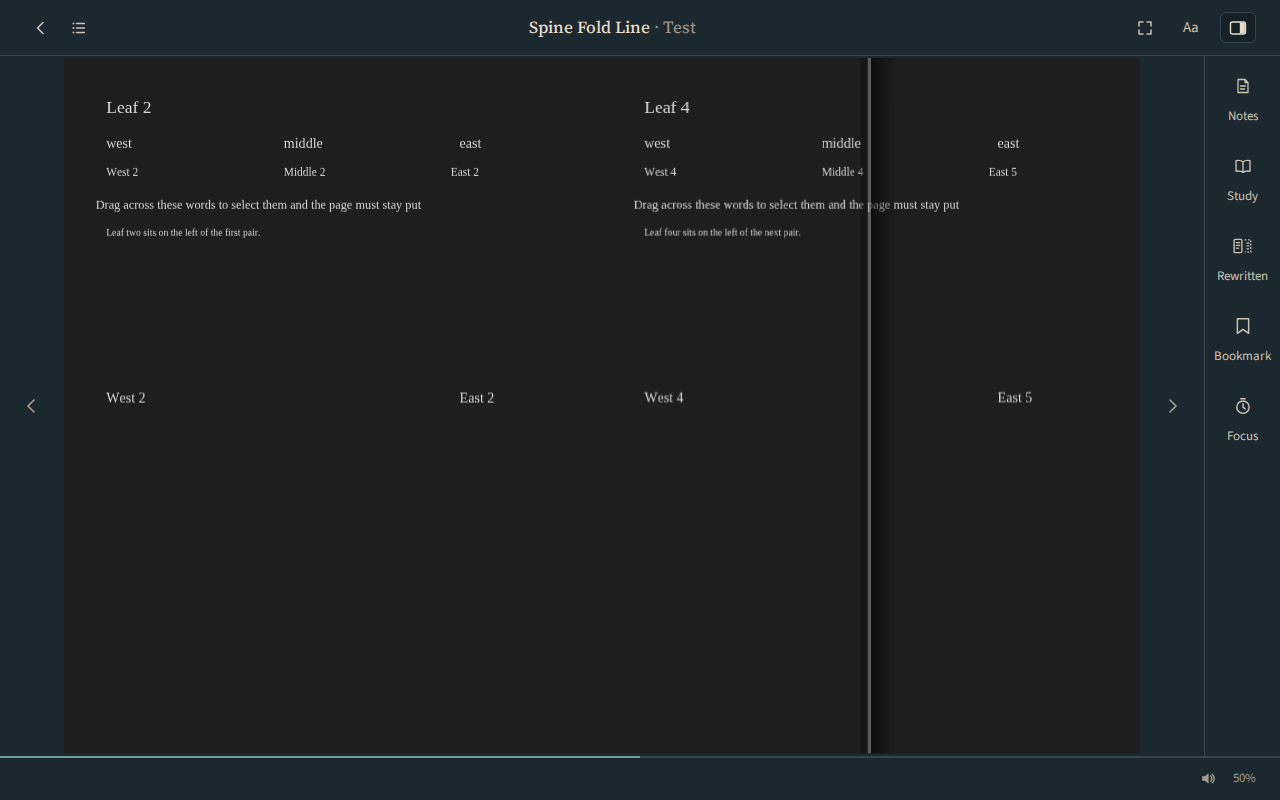 Spine Fold Line · Test
Aa
Leaf 2
west middle east
West 2 Middle 2 East 2
Drag across these words to select them and the page must stay put
Leaf two sits on the left of the first pair.
West 2 East 2
Leaf 4
west middle east
West 4 Middle 4 East 5
Drag across these words to select them and the page must stay put
Leaf four sits on the left of the next pair.
West 4 East 5
Notes
Study
Rewritten
Bookmark
Focus
50%